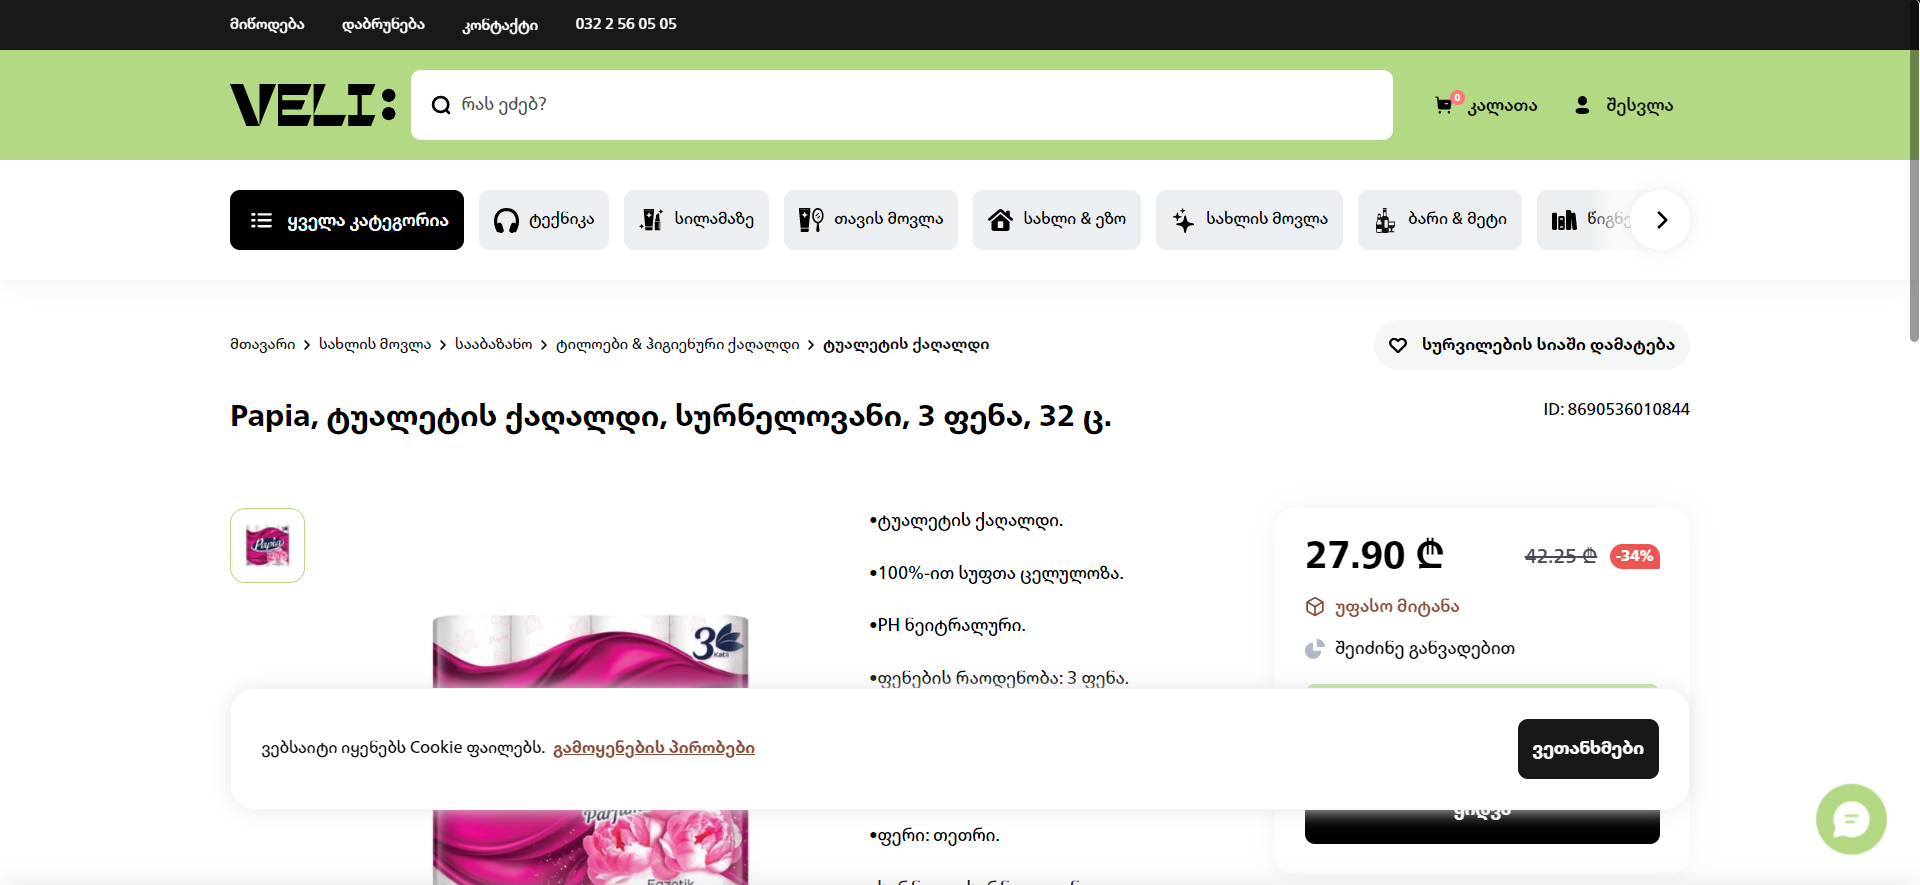 მიწოდება
დაბრუნება
კონტაქტი
032 2 56 05 05
VELI:
რას ეძებ?
0
კალათა
შესვლა
ყველა კატეგორია
ტექნიკა
სილამაზე
თავის მოვლა
სახლი & ეზო
სახლის მოვლა
ბარი & მეტი
მთავარი > სახლის მოვლა > სააბაზანო > ტილოები & ჰიგიენური ქაღალდი > ტუალეტის ქაღალდი
სურვილების სიაში დამატება
Papia, ტუალეტის ქაღალდი, სურნელოვანი, 3 ფენა, 32 ც.
ID: 8690536010844
Papia
•ტუალეტის ქაღალდი.
•100%-ით სუფთა ცელულოზა.
•PH ნეიტრალური.
•ფენების რაოდენობა: 3 ფენა.
27.90 ₾
42.25 ₾
-34%
უფასო მიტანა
შეიძინე განვადებით
3 Katlı
ვებსაიტი იყენებს Cookie ფაილებს. გამოყენების პირობები
ვეთანხმები
ყიდვა
•ფერი: თეთრი.